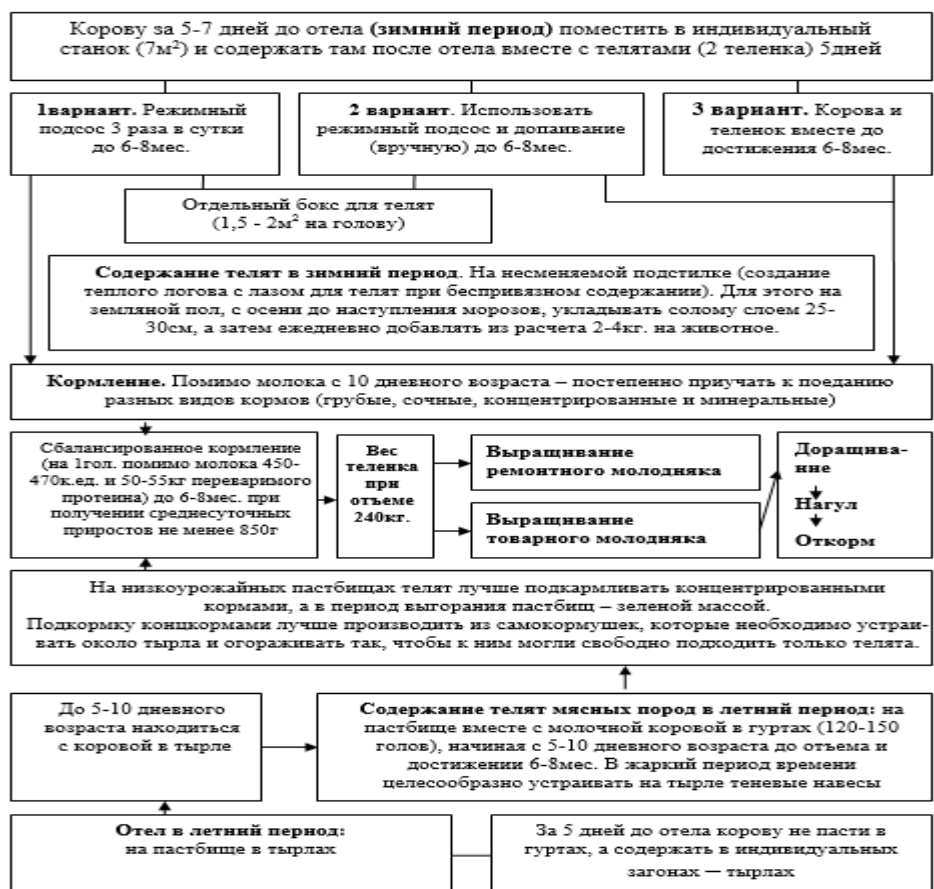 Корову за 5-7 дней до отела (зимний период) поместить в индивидуальный
станок (7м²) и содержать там после отела вместе с телятами (2 теленка) 5дней
1вариант. Режимный
подсос 3 раза в сутки
до 6-8мес.
2 вариант. Использовать
режимный подсос и допаивание
(вручную) до 6-8мес.
3 вариант. Корова и
теленок вместе до
достижения 6-8мес.
Отдельный бокс для телят
(1,5 - 2м² на голову)
Содержание телят в зимний период. На несменяемой подстилке (создание
теплого логова с лазом для телят при беспривязном содержании). Для этого на
земляной пол, с осени до наступления морозов, укладывать солому слоем 25-
30см, а затем ежедневно добавлять из расчета 2-4кг. на животное.
Кормление. Помимо молока с 10 дневного возраста – постепенно приучать к поеданию
разных видов кормов (грубые, сочные, концентрированные и минеральные)
Сбалансированное кормление
(на 1гол. помимо молока 450-
470к.ед. и 50-55кг переваримого
протеина) до 6-8мес. при
получении среднесуточных
приростов не менее 850г
Вес
теленка
при
отъеме
240кг.
Выращивание
ремонтного молодняка
Выращивание
товарного молодняка
Доращива-
ние
Нагул
Откорм
На низкоурожайных пастбищах телят лучше подкармливать концентрированными
кормами, а в период выгорания пастбищ – зеленой массой.
Подкормку концкормами лучше производить из самокормушек, которые необходимо устраи-
вать около тырла и огораживать так, чтобы к ним могли свободно подходить только телята.
До 5-10 дневного
возраста находиться
с коровой в тырле
Содержание телят мясных пород в летний период: на
пастбище вместе с молочной коровой в гуртах (120-150
голов), начиная с 5-10 дневного возраста до отъема и
достижении 6-8мес. В жаркий период времени
целесообразно устраивать на тырле теневые навесы
Отел в летний период:
на пастбище в тырлах
За 5 дней до отела корову не пасти в
гуртах, а содержать в индивидуальных
загонах — тырлах